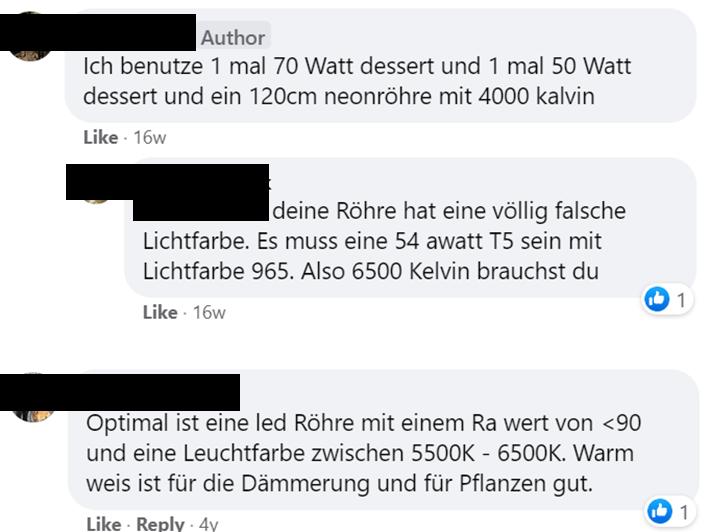 Author
Ich benutze 1 mal 70 Watt dessert und 1 mal 50 Watt
dessert und ein 120cm neonröhre mit 4000 kalvin
Like · 16w
deine Röhre hat eine völlig falsche
Lichtfarbe. Es muss eine 54 awatt T5 sein mit
Lichtfarbe 965. Also 6500 Kelvin brauchst du
1
Like · 16w
Optimal ist eine led Röhre mit einem Ra wert von <90
und eine Leuchtfarbe zwischen 5500K - 6500K. Warm
weis ist für die Dämmerung und für Pflanzen gut.
1
Like · Reply · 4y